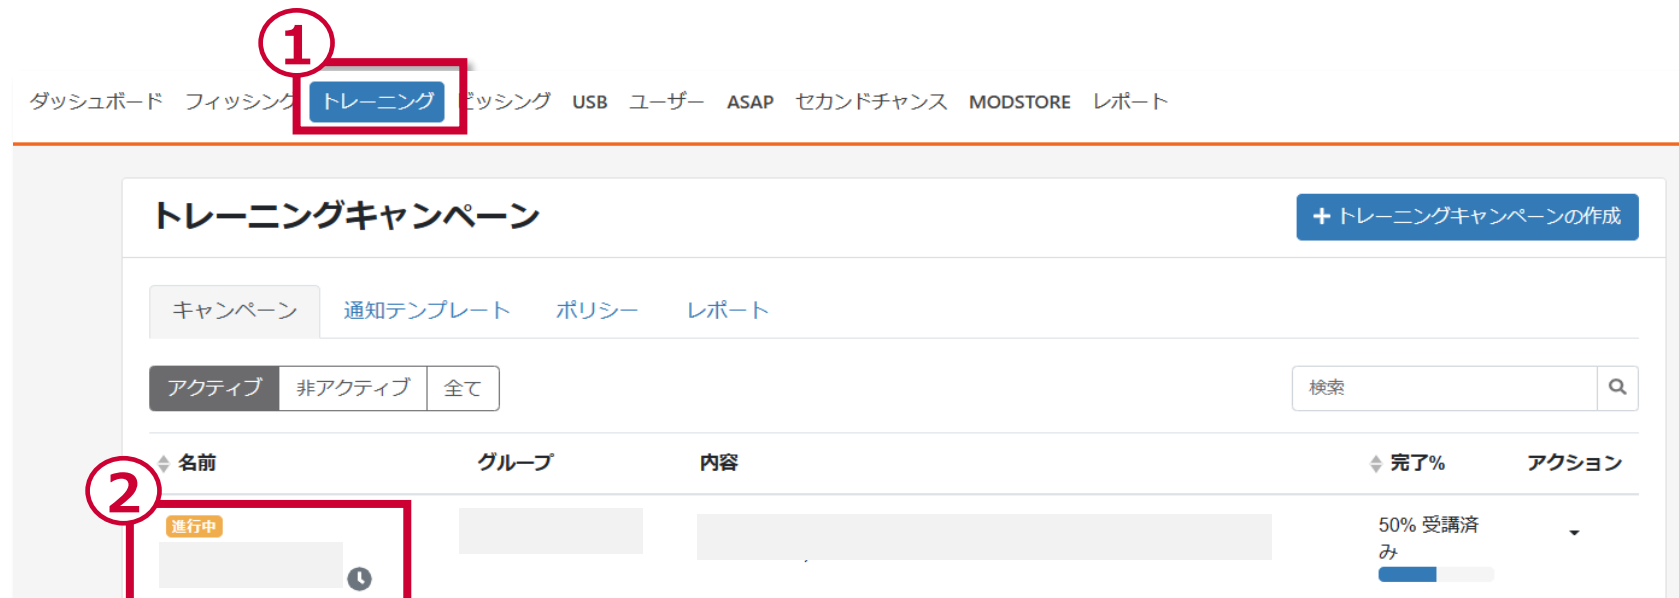 ①
ダッシュボード フィッシング トレーニング ビッシング USB ユーザー ASAP セカンドチャンス MODSTORE レポート
トレーニングキャンペーン
+ トレーニングキャンペーンの作成
キャンペーン 通知テンプレート ポリシー レポート
アクティブ 非アクティブ 全て
検索
名前 グループ 内容 完了% アクション
②
進行中
50% 受講済
み